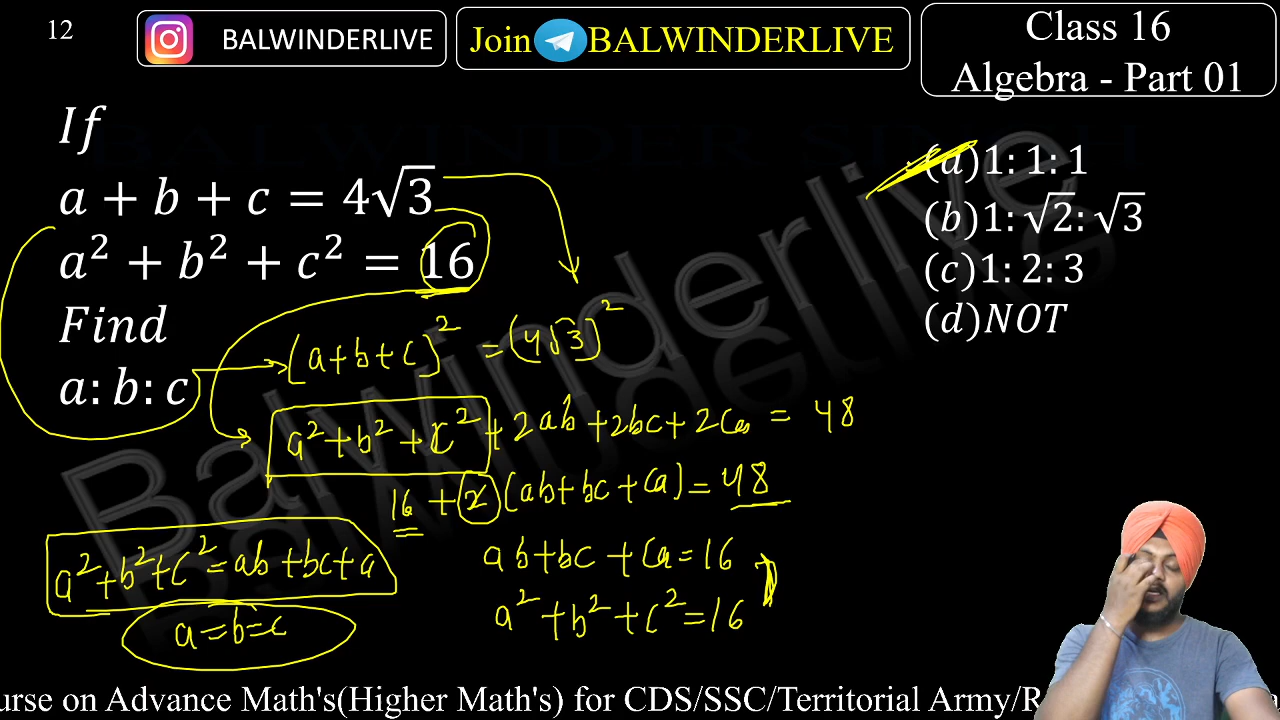 12
BALWINDERLIVE
Join BALWINDERLIVE
Class 16
Algebra - Part 01
If
a + b + c = 4√3
a² + b² + c² = 16
Find
a: b: c
(a)1: 1: 1
(b)1: √2: √3
(c)1: 2: 3
(d)NOT
(a+b+c)² = (4√3)²
a²+b²+c²+2ab+2bc+2ca = 48
16 + 2(ab+bc+ca) = 48
ab+bc+ca=16
a²+b²+c²=16
a²+b²+c²=ab+bc+ca
a=b=c
Balwinderlive
urse on Advance Math's(Higher Math's) for CDS/SSC/Territorial Army/R